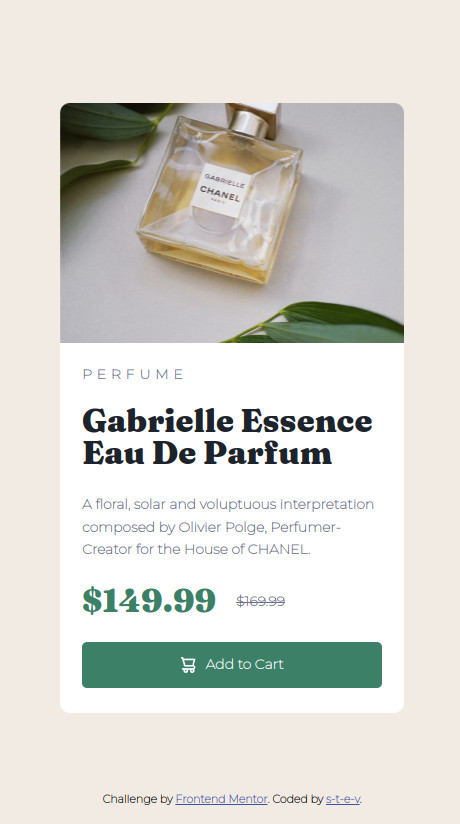 GABRIELLE
CHANEL
PARIS
PERFUME
Gabrielle Essence
Eau De Parfum
A floral, solar and voluptuous interpretation
composed by Olivier Polge, Perfumer-
Creator for the House of CHANEL.
$149.99 $169.99
Add to Cart
Challenge by Frontend Mentor. Coded by s-t-e-v.